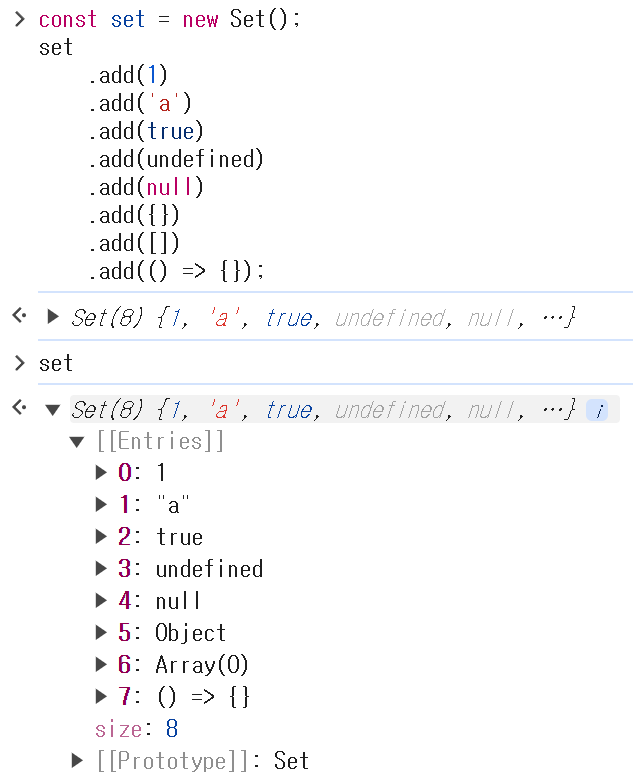 > const set = new Set();
set
.add(1)
.add('a')
.add(true)
.add(undefined)
.add(null)
.add({})
.add([])
.add(() => {});
Set(8) {1, 'a', true, undefined, null, …}
> set
Set(8) {1, 'a', true, undefined, null, …} i
[[Entries]]
0: 1
1: "a"
2: true
3: undefined
4: null
5: Object
6: Array(0)
7: () => {}
size: 8
[[Prototype]]: Set